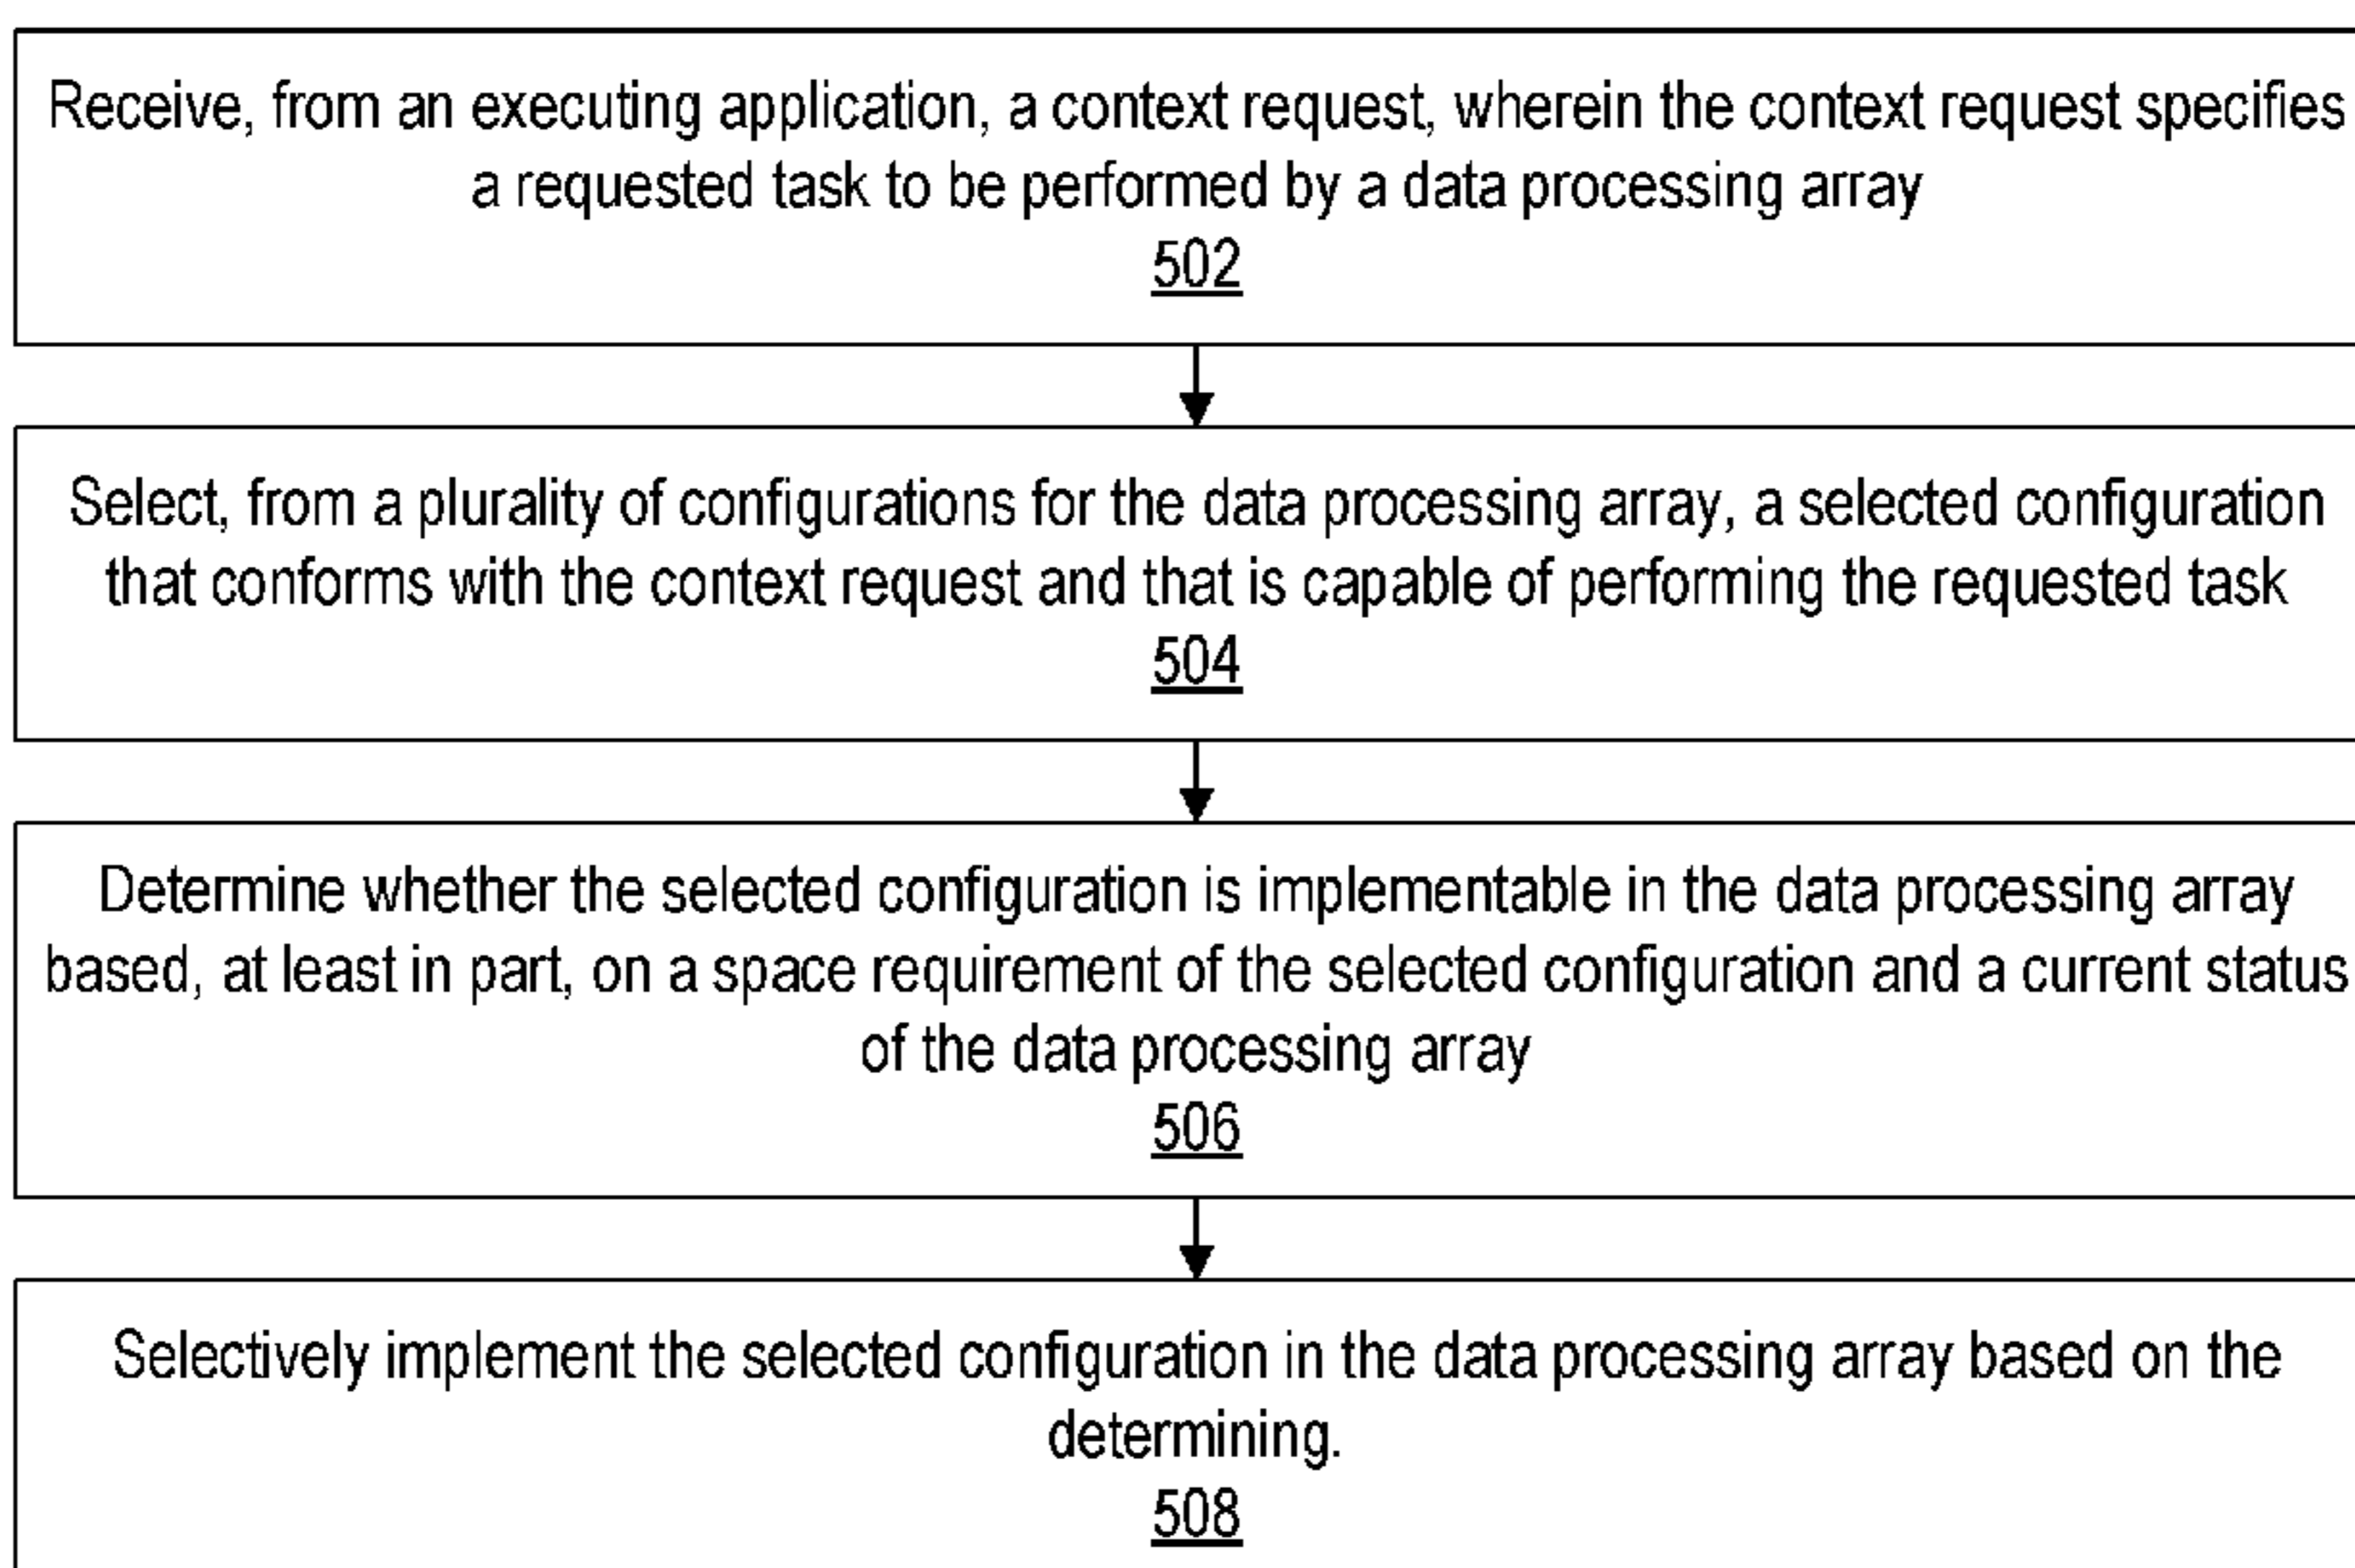 Receive, from an executing application, a context request, wherein the context request specifies
a requested task to be performed by a data processing array
502
Select, from a plurality of configurations for the data processing array, a selected configuration
that conforms with the context request and that is capable of performing the requested task
504
Determine whether the selected configuration is implementable in the data processing array
based, at least in part, on a space requirement of the selected configuration and a current status
of the data processing array
506
Selectively implement the selected configuration in the data processing array based on the
determining.
508